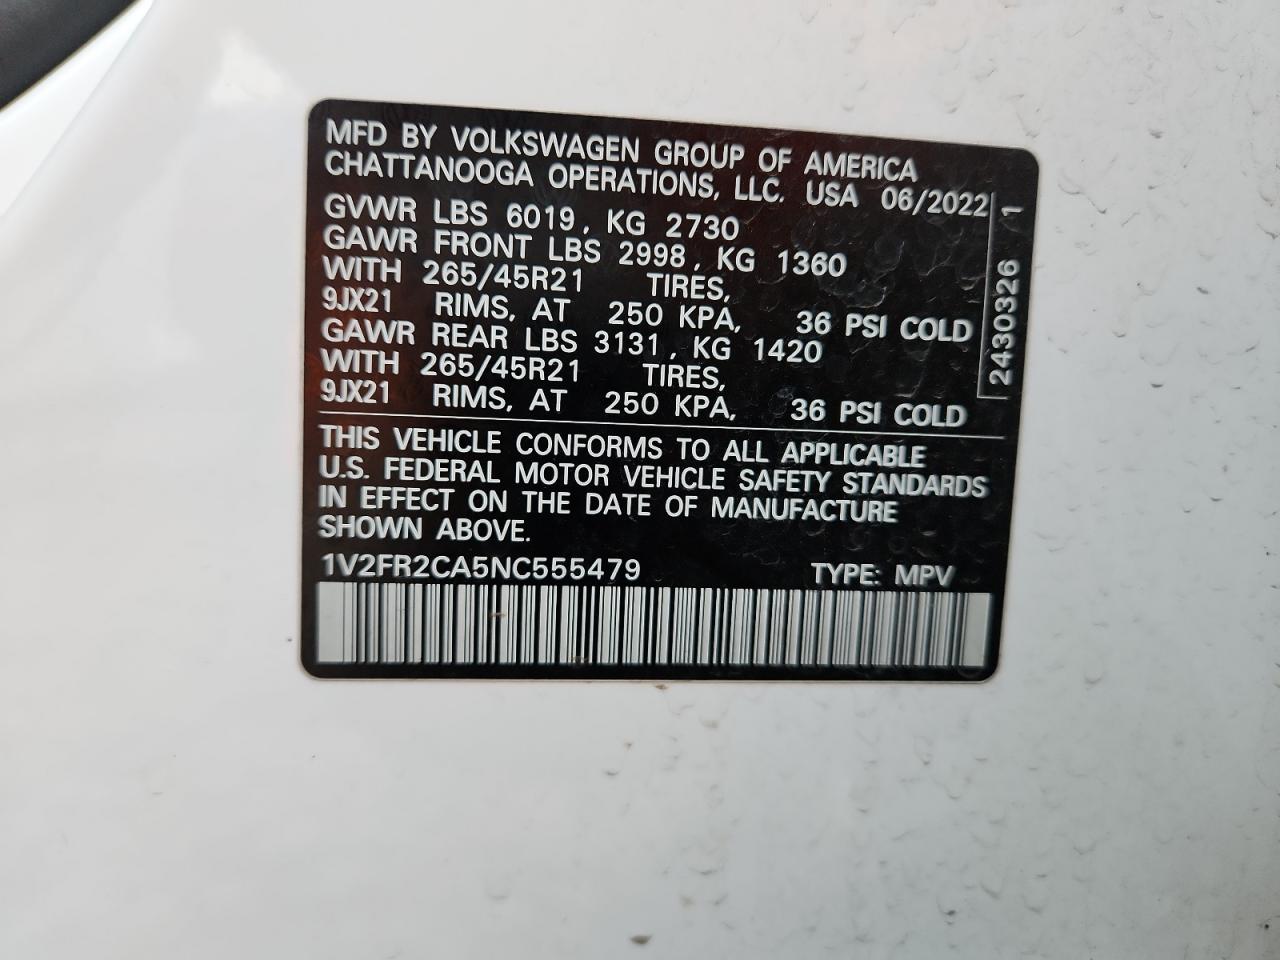 MFD BY VOLKSWAGEN GROUP OF AMERICA
CHATTANOOGA OPERATIONS, LLC. USA 06/2022
GVWR LBS 6019, KG 2730
GAWR FRONT LBS 2998, KG 1360
WITH 265/45R21 TIRES,
9JX21 RIMS, AT 250 KPA, 36 PSI COLD
GAWR REAR LBS 3131, KG 1420
WITH 265/45R21 TIRES,
9JX21 RIMS, AT 250 KPA, 36 PSI COLD
2430326 1
THIS VEHICLE CONFORMS TO ALL APPLICABLE
U.S. FEDERAL MOTOR VEHICLE SAFETY STANDARDS
IN EFFECT ON THE DATE OF MANUFACTURE
SHOWN ABOVE.
1V2FR2CA5NC555479 TYPE: MPV